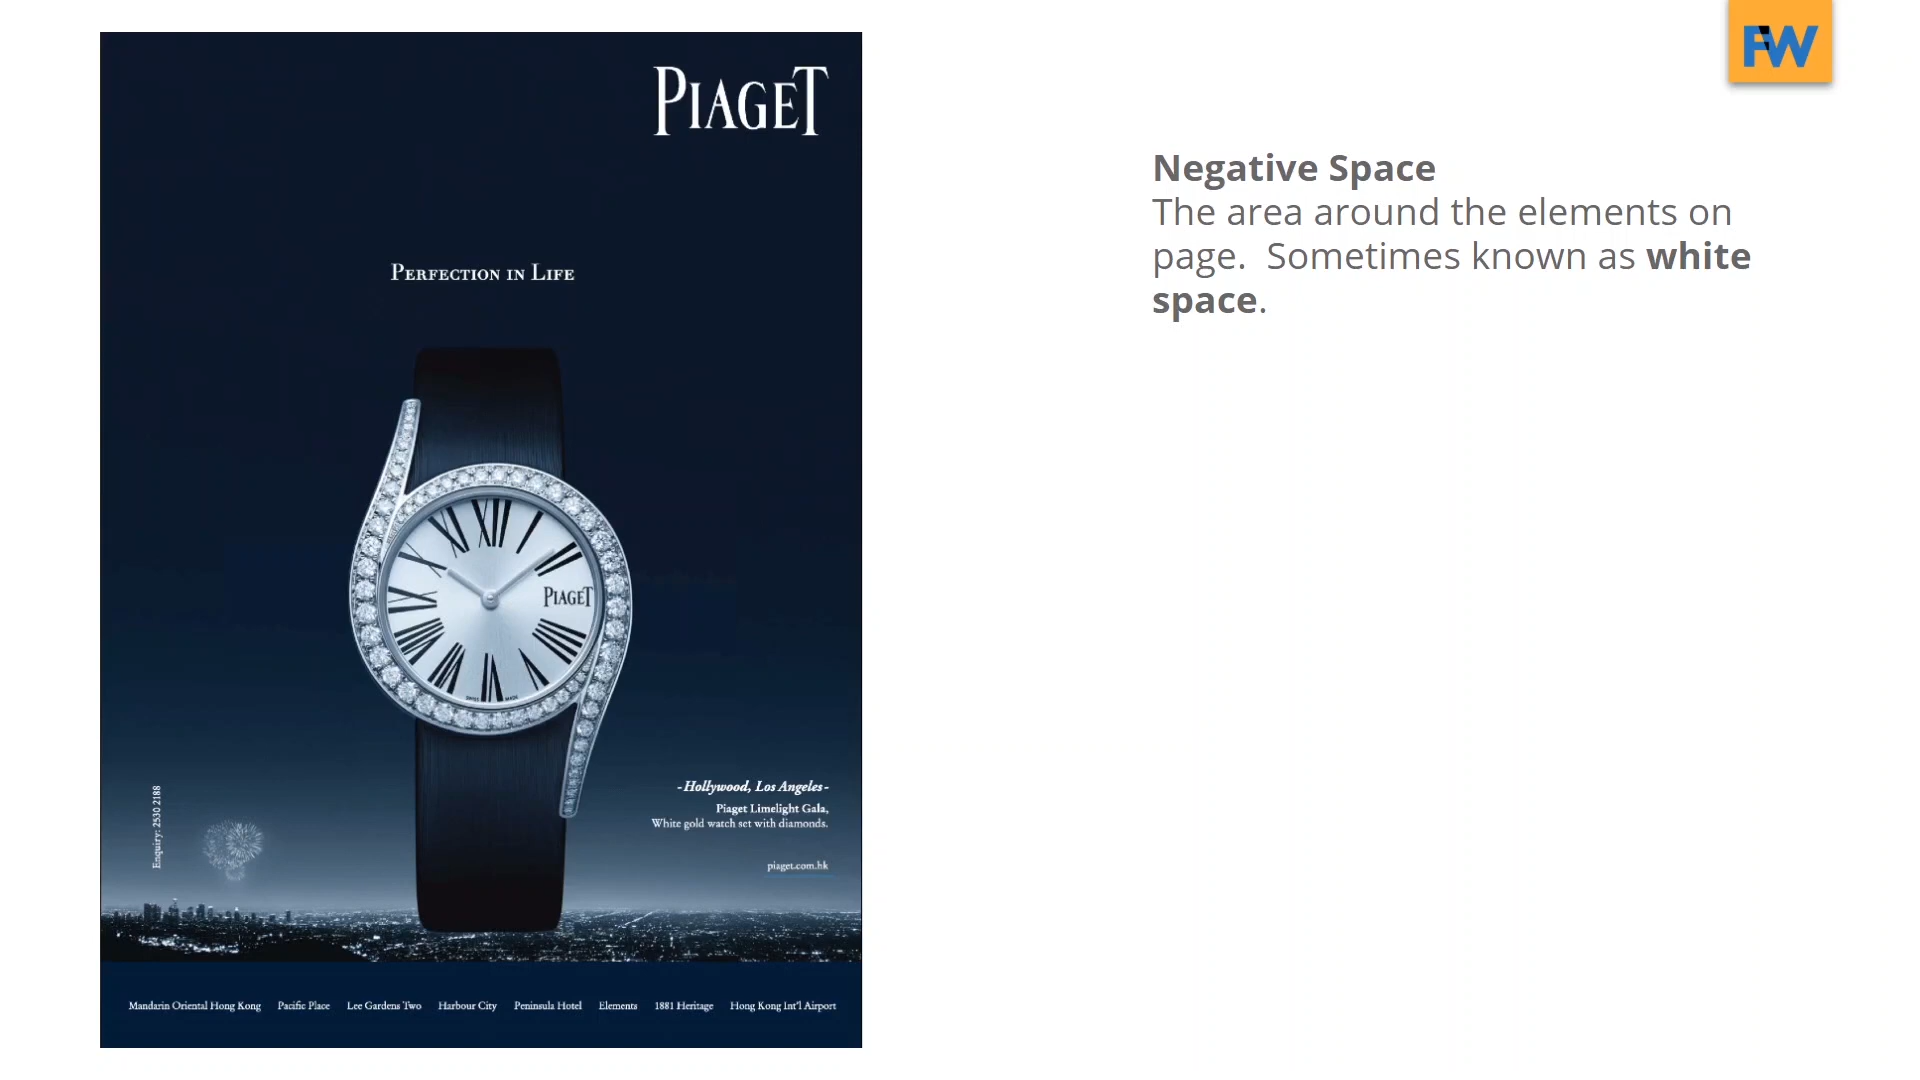 PIAGET
PERFECTION IN LIFE
PIAGET
SWISS MADE
-Hollywood, Los Angeles-
Piaget Limelight Gala,
White gold watch set with diamonds.
piaget.com.hk
Enquiry: 2530 2188
Mandarin Oriental Hong Kong Pacific Place Lee Gardens Two Harbour City Peninsula Hotel Elements 1881 Heritage Hong Kong Int'l Airport
FW
Negative Space
The area around the elements on
page. Sometimes known as white
space.